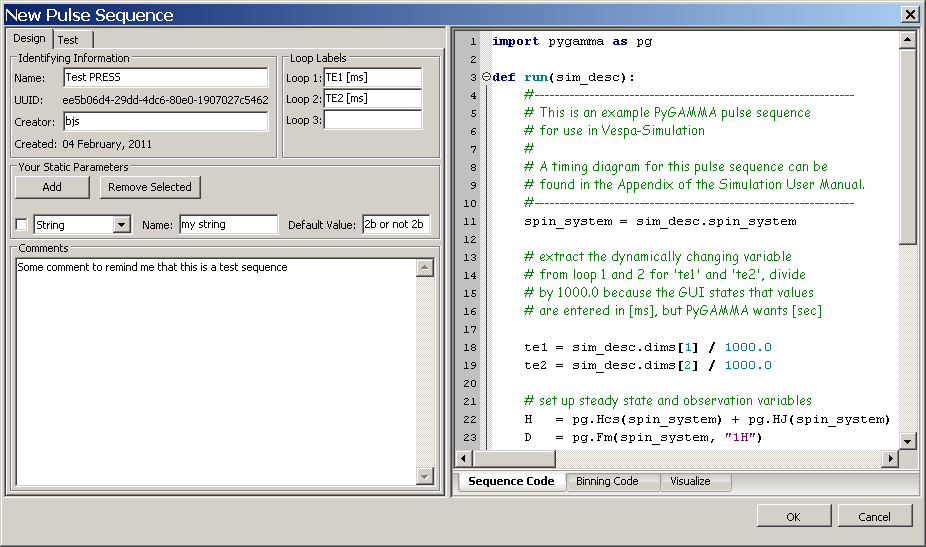 New Pulse Sequence
Design Test
Identifying Information
Name: Test PRESS
UUID: ee5b06d4-29dd-4dc6-80e0-1907027c5462
Creator: bjs
Created: 04 February, 2011
Loop Labels
Loop 1: TE1 [ms]
Loop 2: TE2 [ms]
Loop 3:
Your Static Parameters
Add Remove Selected
String Name: my string Default Value: 2b or not 2b
Comments
Some comment to remind me that this is a test sequence
1 import pygamma as pg
2
3 def run(sim_desc):
4 #----------------------------------------------------------------
5 # This is an example PyGAMMA pulse sequence
6 # for use in Vespa-Simulation
7 #
8 # A timing diagram for this pulse sequence can be
9 # found in the Appendix of the Simulation User Manual.
10 #----------------------------------------------------------------
11 spin_system = sim_desc.spin_system
12
13 # extract the dynamically changing variable
14 # from loop 1 and 2 for 'te1' and 'te2', divide
15 # by 1000.0 because the GUI states that values
16 # are entered in [ms], but PyGAMMA wants [sec]
17
18 te1 = sim_desc.dims[1] / 1000.0
19 te2 = sim_desc.dims[2] / 1000.0
20
21 # set up steady state and observation variables
22 H = pg.Hcs(spin_system) + pg.HJ(spin_system)
23 D = pg.Fm(spin_system, "1H")
Sequence Code Binning Code Visualize
OK Cancel